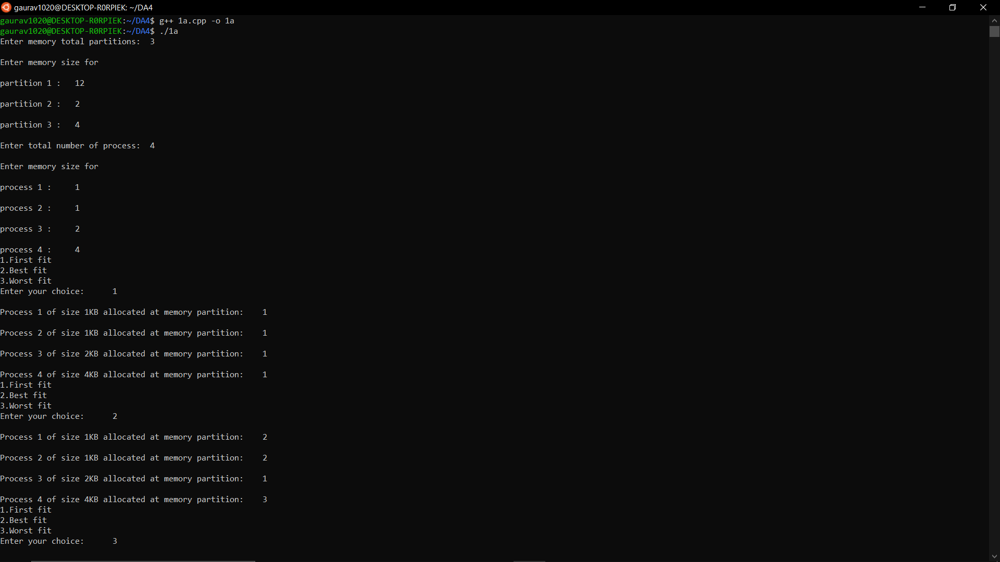 gaurav1020@DESKTOP-R0RPIEK: ~/DA4
gaurav1020@DESKTOP-R0RPIEK:~/DA4$ g++ 1a.cpp -o 1a
gaurav1020@DESKTOP-R0RPIEK:~/DA4$ ./1a
Enter memory total partitions:  3
Enter memory size for
partition 1 :   12
partition 2 :   2
partition 3 :   4
Enter total number of process:  4
Enter memory size for
process 1 :     1
process 2 :     1
process 3 :     2
process 4 :     4
1.First fit
2.Best fit
3.Worst fit
Enter your choice:      1
Process 1 of size 1KB allocated at memory partition:    1
Process 2 of size 1KB allocated at memory partition:    1
Process 3 of size 2KB allocated at memory partition:    1
Process 4 of size 4KB allocated at memory partition:    1
1.First fit
2.Best fit
3.Worst fit
Enter your choice:      2
Process 1 of size 1KB allocated at memory partition:    2
Process 2 of size 1KB allocated at memory partition:    2
Process 3 of size 2KB allocated at memory partition:    1
Process 4 of size 4KB allocated at memory partition:    3
1.First fit
2.Best fit
3.Worst fit
Enter your choice:      3